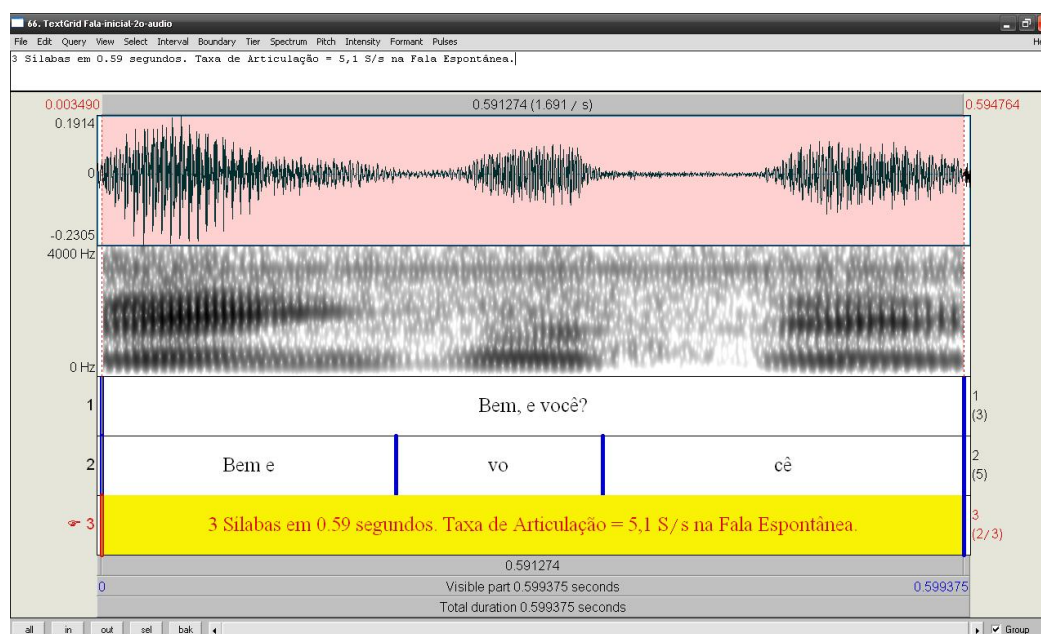 66. TextGrid Fala-inicial-2o-audio
File Edit Query View Select Interval Boundary Tier Spectrum Pitch Intensity Formant Pulses He
3 Sílabas em 0.59 segundos. Taxa de Articulação = 5,1 S/s na Fala Espontânea.
0.003490 0.591274 (1.691 / s) 0.594764
0.1914
0
-0.2305
4000 Hz
0 Hz
1 Bem, e você? 1 (3)
2 Bem e vo cê 2 (5)
3 3 Sílabas em 0.59 segundos. Taxa de Articulação = 5,1 S/s na Fala Espontânea. 3 (2/3)
0.591274
0 Visible part 0.599375 seconds 0.599375
Total duration 0.599375 seconds
all in out sel bak Group